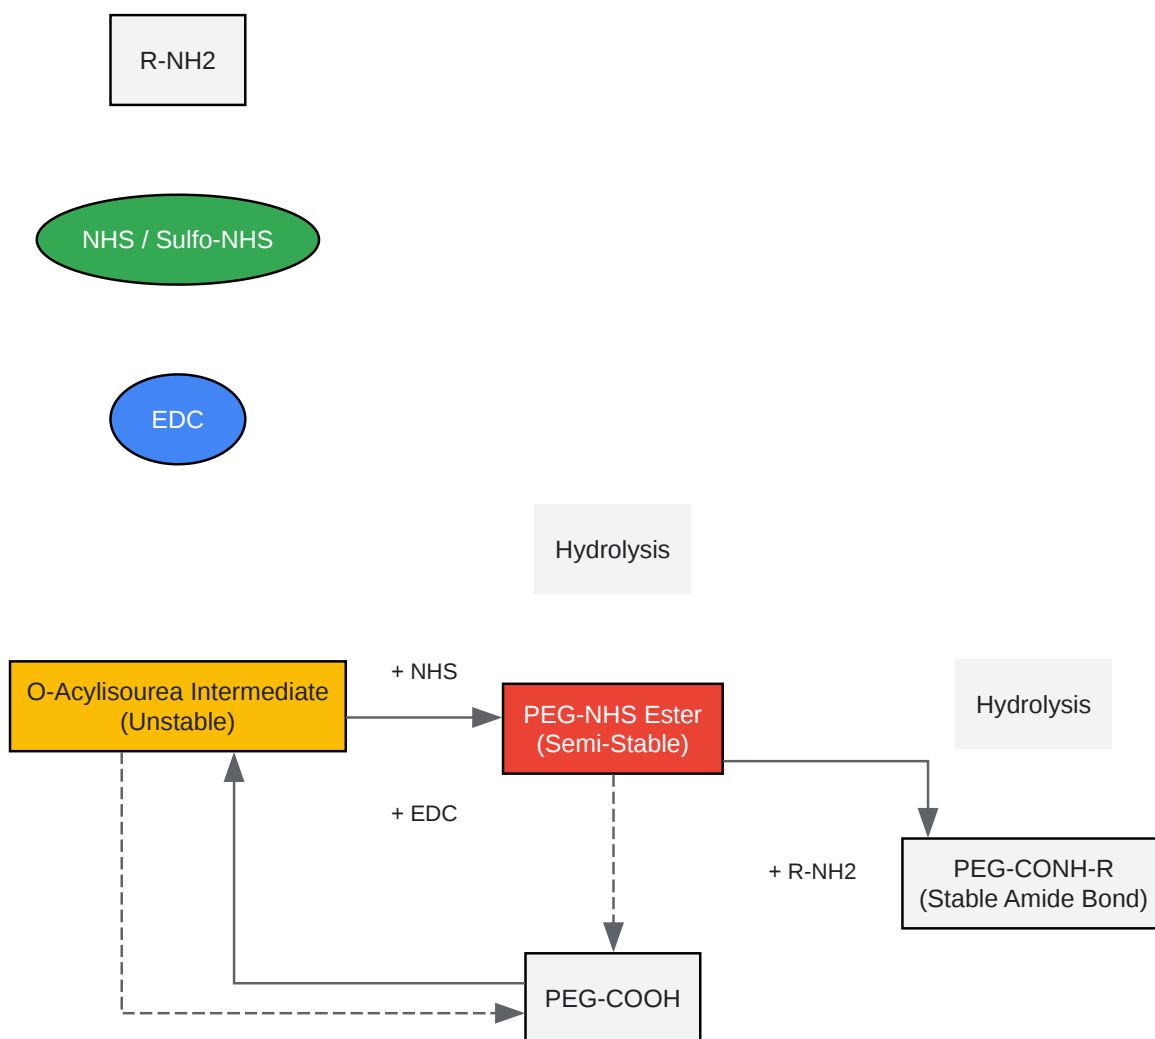 R-NH2
NHS / Sulfo-NHS
EDC
Hydrolysis
O-Acylisourea Intermediate
(Unstable)
+ NHS
PEG-NHS Ester
(Semi-Stable)
Hydrolysis
+ EDC
+ R-NH2
PEG-CONH-R
(Stable Amide Bond)
PEG-COOH